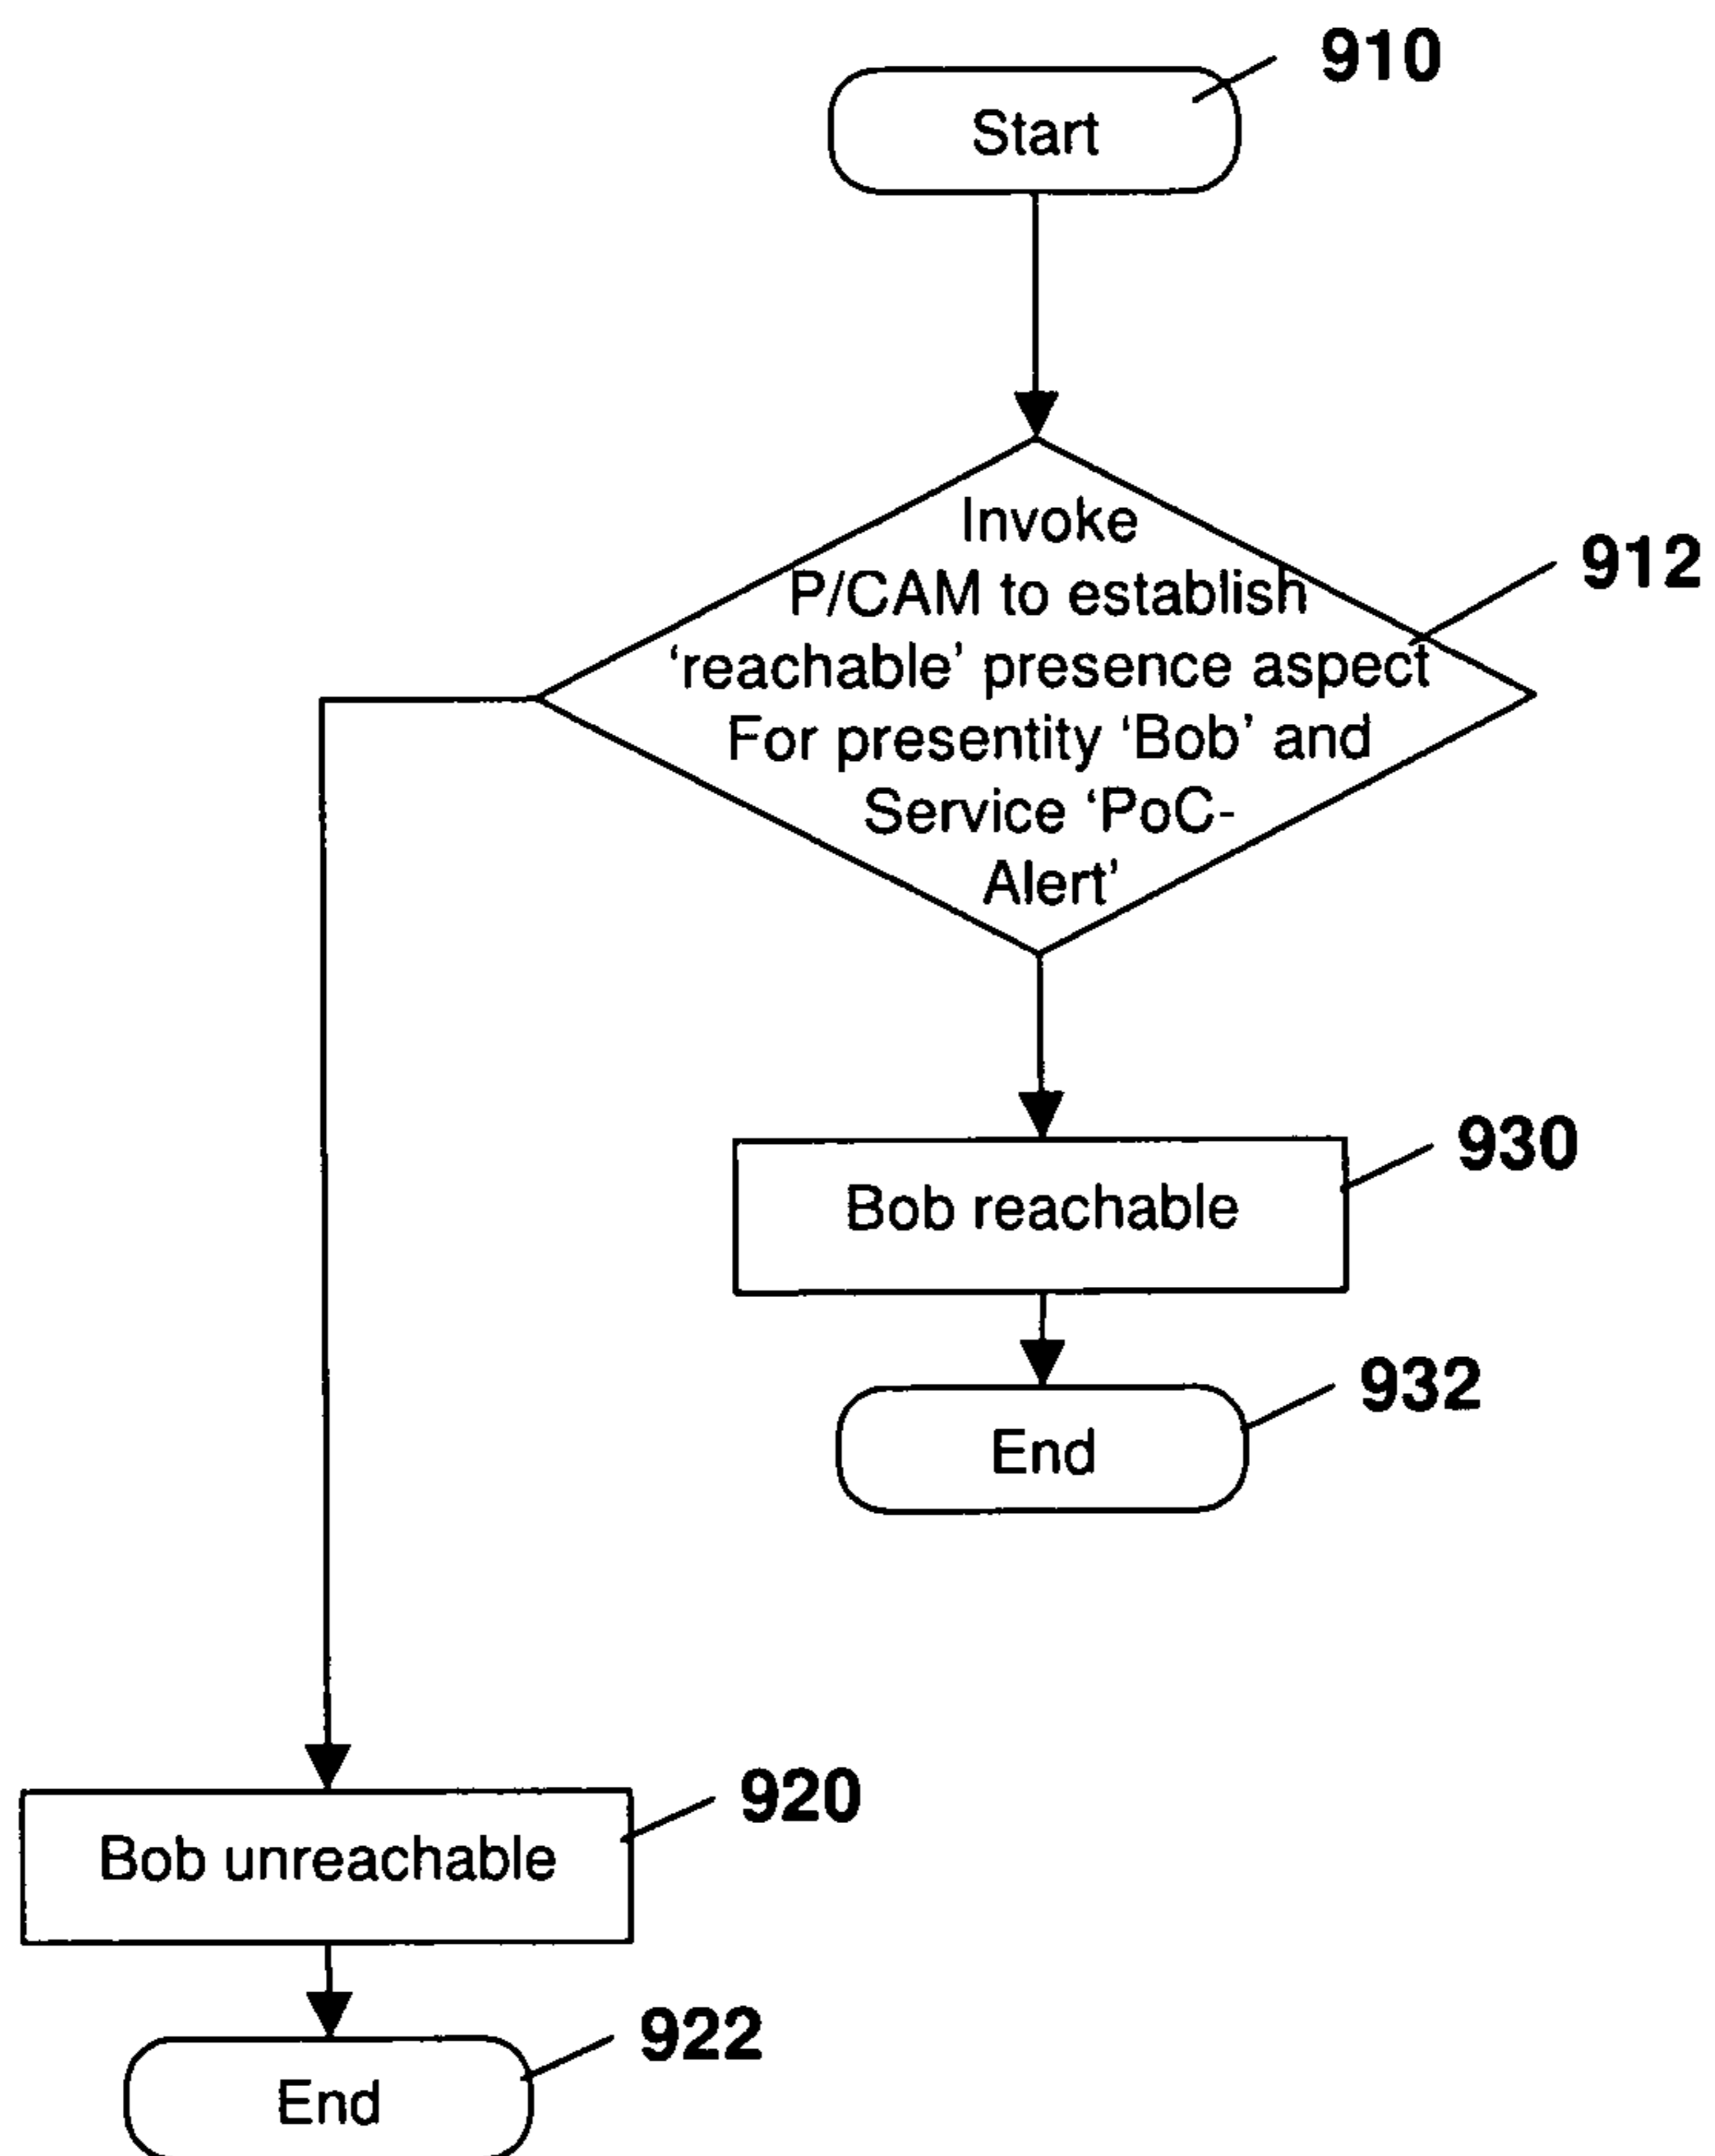 910
Start
Invoke
P/CAM to establish
912
‘reachable’ presence aspect
For presentity ‘Bob’ and
Service ‘PoC-
Alert’
930
Bob reachable
932
End
920
Bob unreachable
922
End